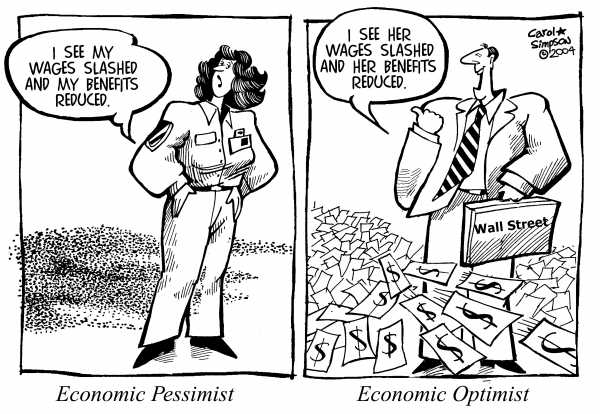 I SEE MY
WAGES SLASHED
AND MY BENEFITS
REDUCED.
I SEE HER
WAGES SLASHED
AND HER BENEFITS
REDUCED.
Carol★
Simpson
©2004
Wall Street
$
$
$
$
$
$
$
$
$
Economic Pessimist
Economic Optimist